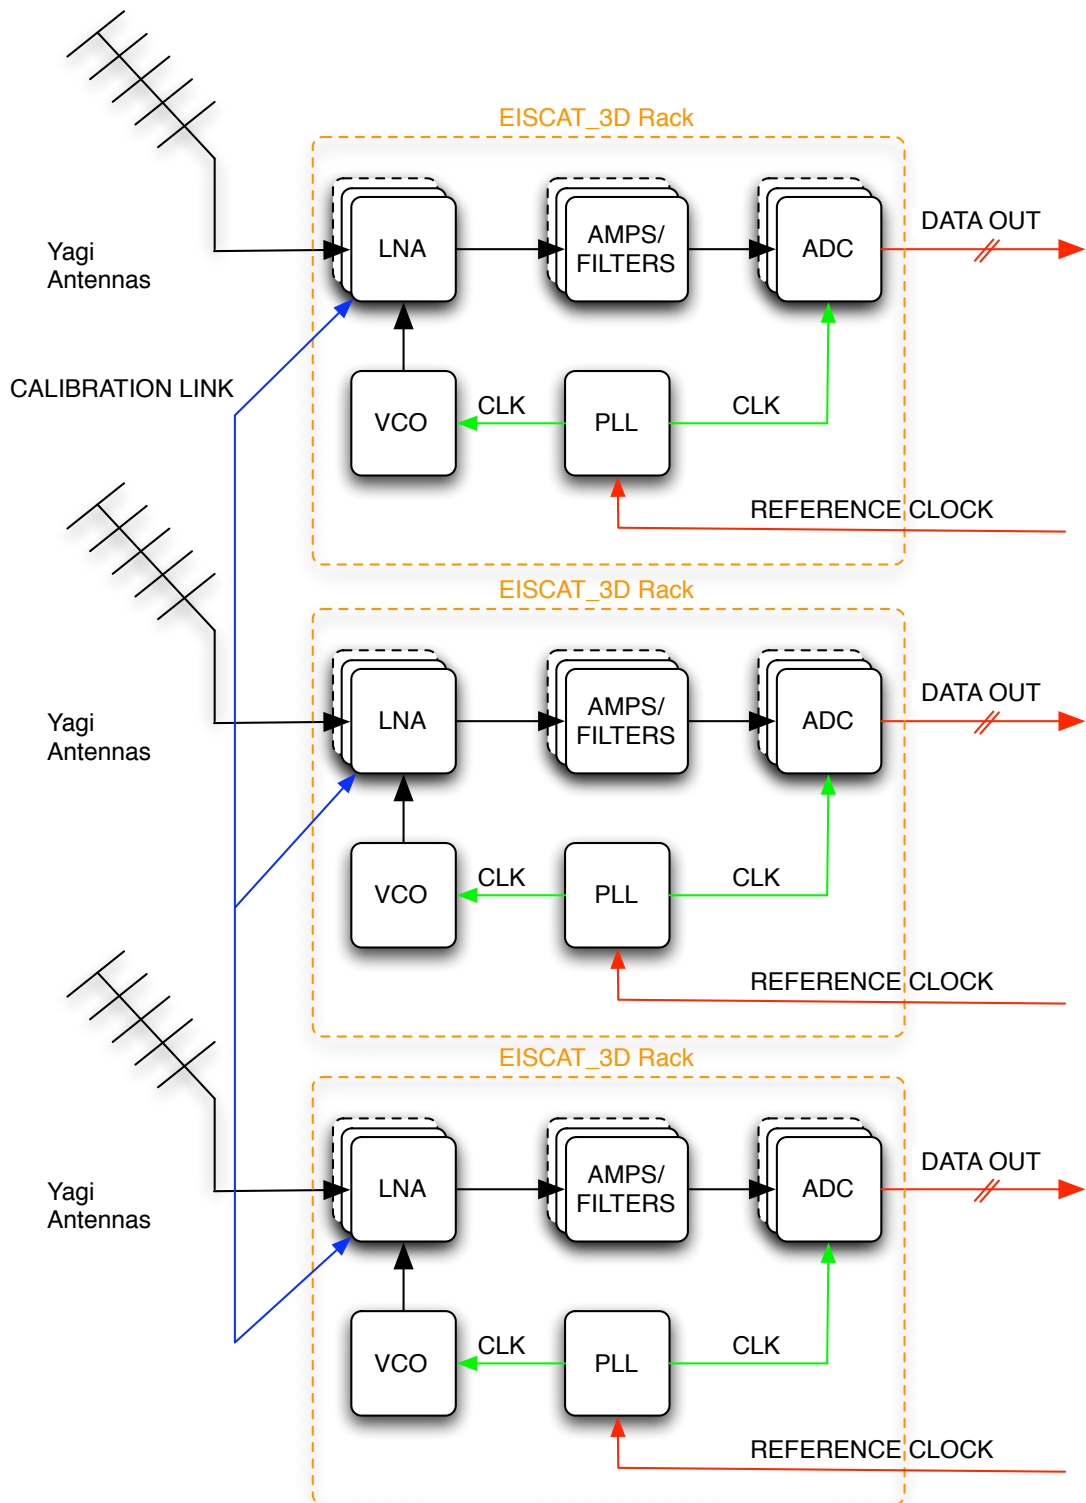 EISCAT_3D Rack
LNA
AMPS/
FILTERS
ADC
DATA OUT
Yagi
Antennas
CALIBRATION LINK
VCO
CLK
PLL
CLK
REFERENCE CLOCK
EISCAT_3D Rack
LNA
AMPS/
FILTERS
ADC
DATA OUT
Yagi
Antennas
VCO
CLK
PLL
CLK
REFERENCE CLOCK
EISCAT_3D Rack
LNA
AMPS/
FILTERS
ADC
DATA OUT
Yagi
Antennas
VCO
CLK
PLL
CLK
REFERENCE CLOCK